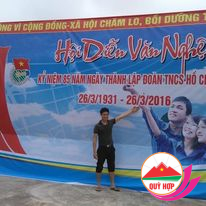 ỒNG VÌ CỘNG ĐỒNG-XÃ HỘI CHĂM LO, BỒI DƯỠNG T
Hội Diễn Văn Nghệ
KỶ NIỆM 85 NĂM NGÀY THÀNH LẬP ĐOÀN TNCS-HỒ CH
26/3/1931 - 26/3/2016
QUỲ HỢP